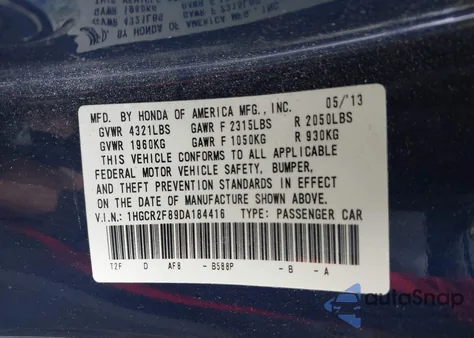 MFD. BY HONDA OF AMERICA MFG., INC. 05/'13
GVWR 4321LBS GAWR F 2315LBS R 2050LBS
GVWR 1960KG GAWR F 1050KG R 930KG
THIS VEHICLE CONFORMS TO ALL APPLICABLE
FEDERAL MOTOR VEHICLE SAFETY, BUMPER,
AND THEFT PREVENTION STANDARDS IN EFFECT
ON THE DATE OF MANUFACTURE SHOWN ABOVE.
V.I.N.: 1HGCR2F89DA184416 TYPE: PASSENGER CAR
T2F D AF8 - B588P - B - A
autoSnap